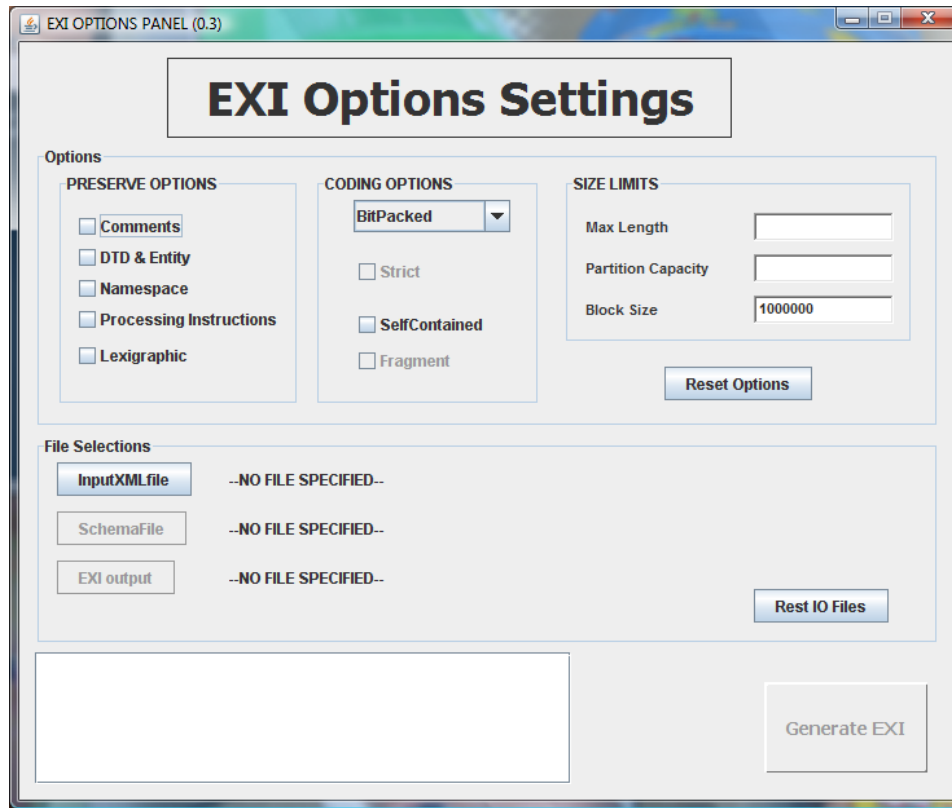 EXI OPTIONS PANEL (0.3)
EXI Options Settings
Options
PRESERVE OPTIONS
Comments
DTD & Entity
Namespace
Processing Instructions
Lexigraphic
CODING OPTIONS
BitPacked
Strict
SelfContained
Fragment
SIZE LIMITS
Max Length
Partition Capacity
Block Size 1000000
Reset Options
File Selections
InputXMLfile --NO FILE SPECIFIED--
SchemaFile --NO FILE SPECIFIED--
EXI output --NO FILE SPECIFIED--
Rest IO Files
Generate EXI